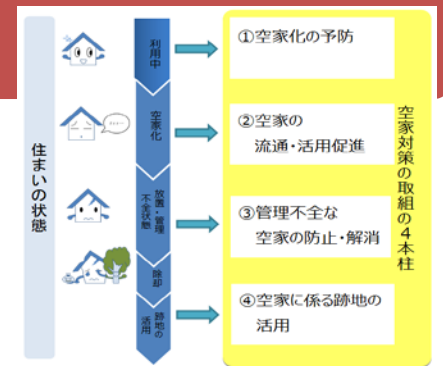 住まいの状態
利用中
①空家化の予防
空家化
②空家の
流通・活用促進
放置・管理
不全状態
③管理不全な
空家の防止・解消
除却
跡地の
活用
④空家に係る跡地の
活用
空家対策の取組の4本柱